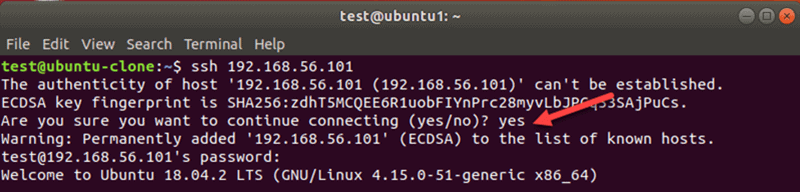 test@ubuntu1: ~
File Edit View Search Terminal Help
test@ubuntu-clone:~$ ssh 192.168.56.101
The authenticity of host '192.168.56.101 (192.168.56.101)' can't be established.
ECDSA key fingerprint is
Are you sure you want to continue connecting (yes/no)? yes
Warning: Permanently added '192.168.56.101' (ECDSA) to the list of known hosts.
test@192.168.56.101's password:
Welcome to Ubuntu 18.04.2 LTS (GNU/Linux 4.15.0-51-generic x86_64)